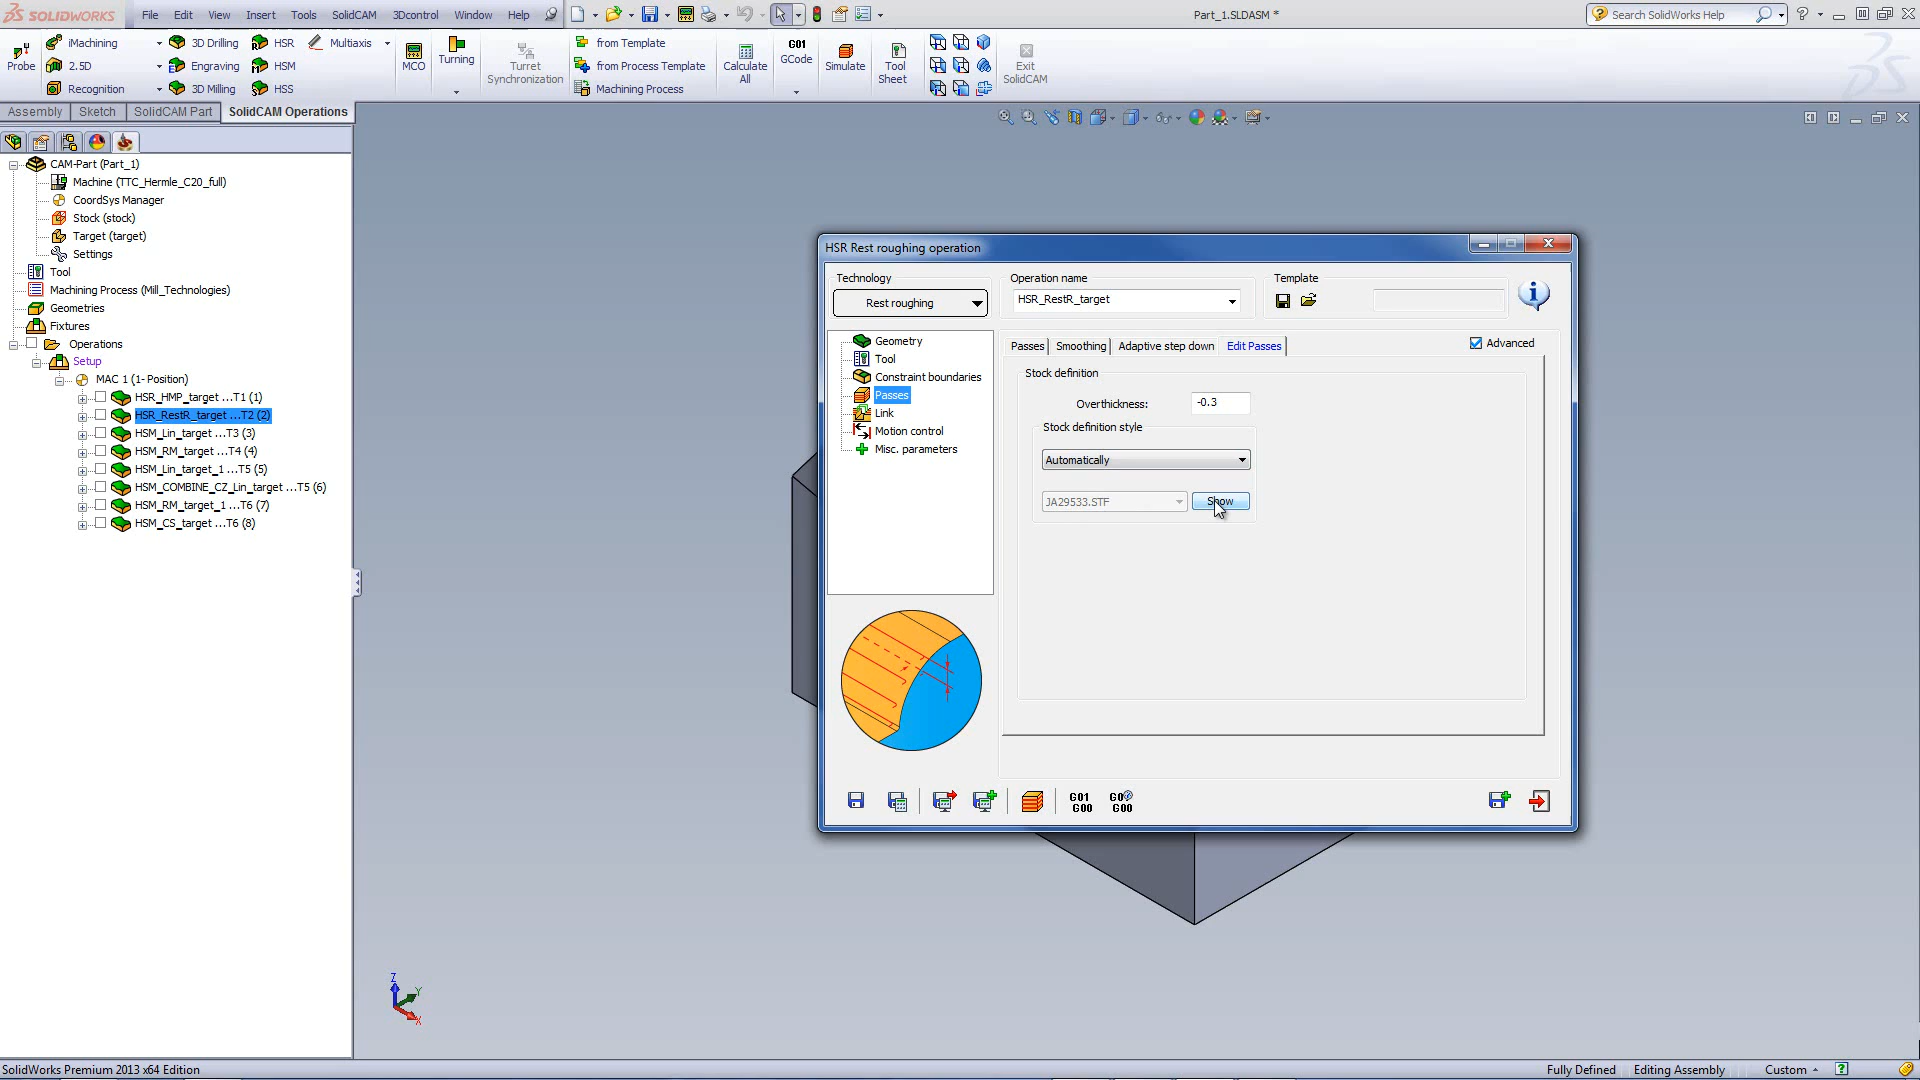 SOLIDWORKS File Edit View Insert Tools SolidCAM 3Dcontrol Window Help Part_1.SLDASM * Search SolidWorks Help
Probe
iMachining
2.5D
Recognition
3D Drilling
Engraving
3D Milling
HSR
HSM
HSS
Multiaxis
MCO
Turning
Turret
Synchronization
from Template
from Process Template
Machining Process
Calculate
All
G01
GCode
Simulate
Tool
Sheet
Exit
SolidCAM
Assembly Sketch SolidCAM Part SolidCAM Operations
CAM-Part (Part_1)
Machine (TTC_Hermle_C20_full)
CoordSys Manager
Stock (stock)
Target (target)
Settings
Tool
Machining Process (Mill_Technologies)
Geometries
Fixtures
Operations
Setup
MAC 1 (1- Position)
HSR_HMP_target ...T1 (1)
HSR_RestR_target ...T2 (2)
HSM_Lin_target ...T3 (3)
HSM_RM_target ...T4 (4)
HSM_Lin_target_1 ...T5 (5)
HSM_COMBINE_CZ_Lin_target ...T5 (6)
HSM_RM_target_1 ...T6 (7)
HSM_CS_target ...T6 (8)
HSR Rest roughing operation
Technology
Rest roughing
Operation name
HSR_RestR_target
Template
Geometry
Tool
Constraint boundaries
Passes
Link
Motion control
Misc. parameters
Passes Smoothing Adaptive step down Edit Passes Advanced
Stock definition
Overthickness: -0.3
Stock definition style
Automatically
JA29533.STF Show
G01
G00
G0
G00
Z
Y
X
SolidWorks Premium 2013 x64 Edition Fully Defined Editing Assembly Custom